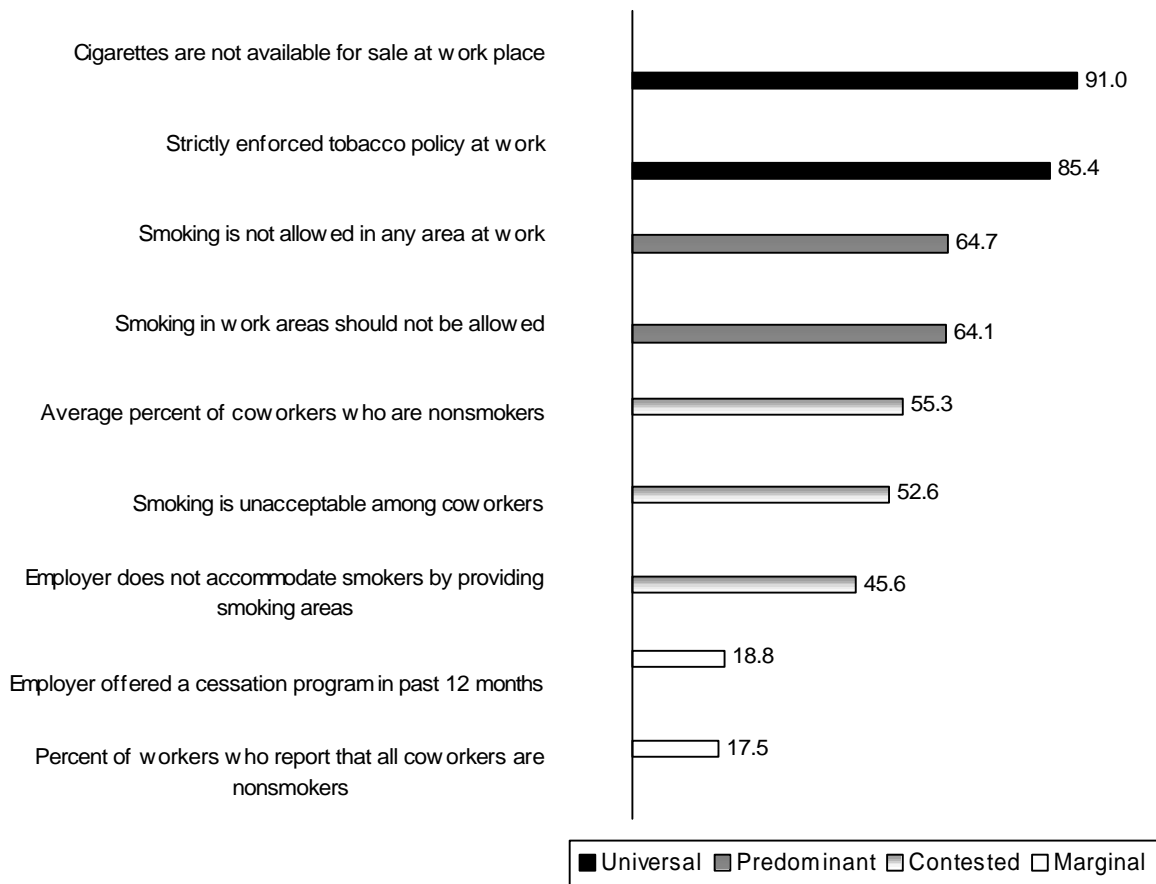 Cigarettes are not available for sale at work place
91.0
Strictly enforced tobacco policy at work
85.4
Smoking is not allowed in any area at work
64.7
Smoking in work areas should not be allowed
64.1
Average percent of coworkers who are nonsmokers
55.3
Smoking is unacceptable among coworkers
52.6
Employer does not accommodate smokers by providing
smoking areas
45.6
Employer offered a cessation program in past 12 months
18.8
Percent of workers who report that all coworkers are
nonsmokers
17.5
Universal Predominant Contested Marginal